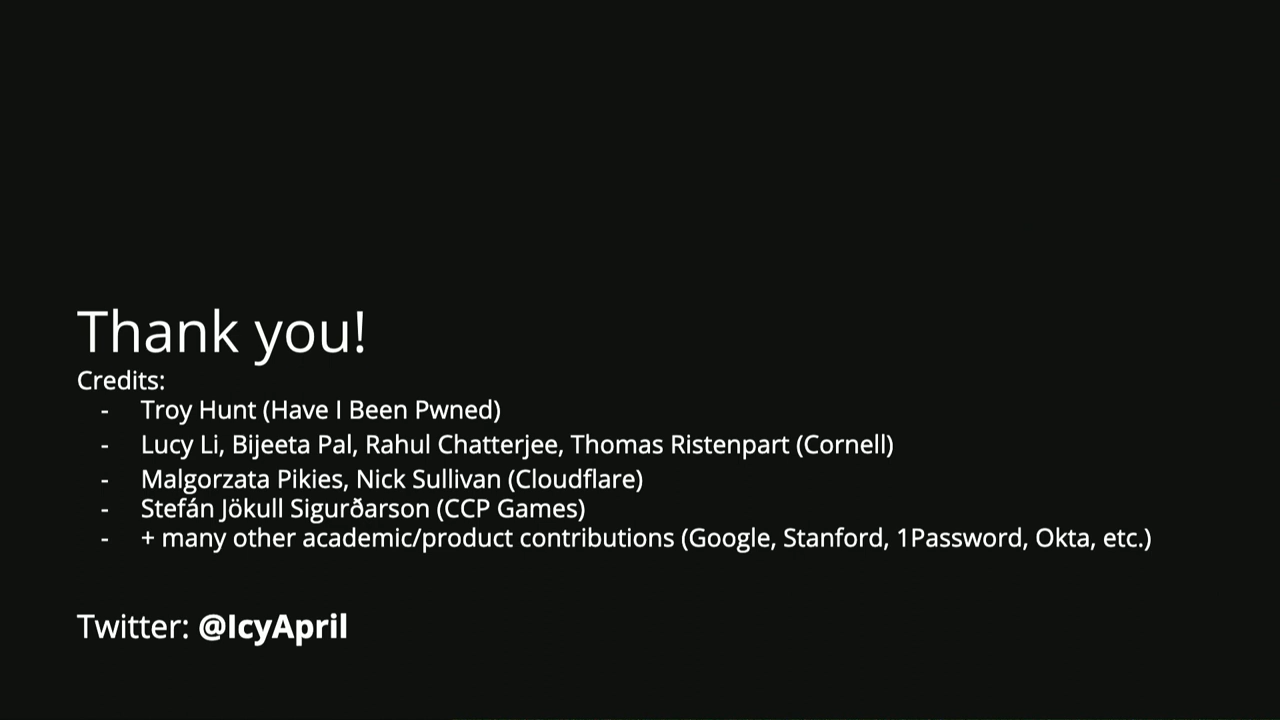 Thank you!
Credits:
- Troy Hunt (Have I Been Pwned)
- Lucy Li, Bijeeta Pal, Rahul Chatterjee, Thomas Ristenpart (Cornell)
- Malgorzata Pikies, Nick Sullivan (Cloudflare)
- Stefán Jökull Sigurðarson (CCP Games)
- + many other academic/product contributions (Google, Stanford, 1Password, Okta, etc.)
Twitter: @IcyApril